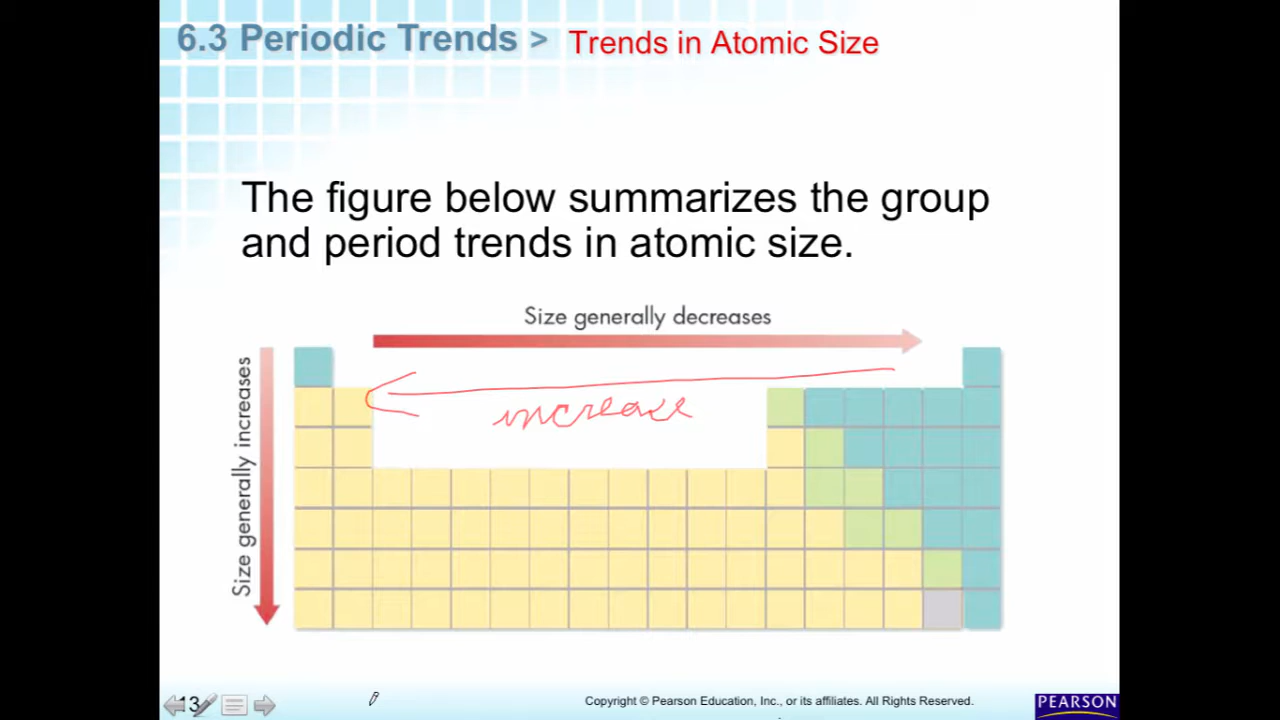 6.3 Periodic Trends > Trends in Atomic Size
The figure below summarizes the group
and period trends in atomic size.
Size generally decreases
increase
Size generally increases
13
Copyright © Pearson Education, Inc., or its affiliates. All Rights Reserved.
PEARSON